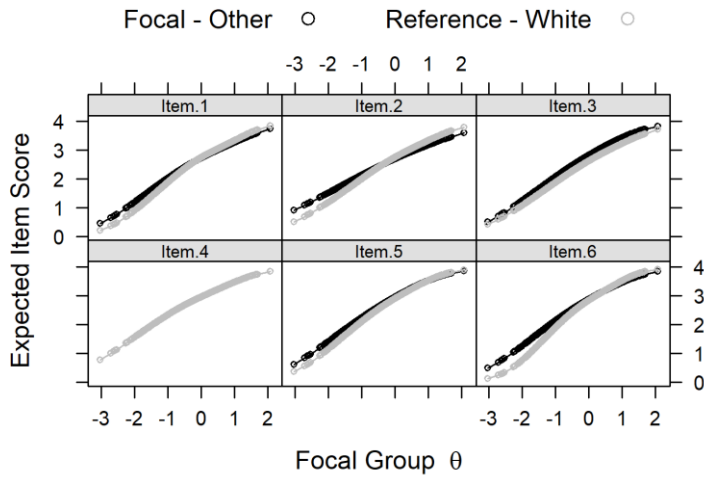 Focal - Other
Reference - White
-3 -2 -1 0 1 2
Item.1 Item.2 Item.3
4
3
2
1
0
Item.4 Item.5 Item.6
4
3
2
1
0
-3 -2 -1 0 1 2
-3 -2 -1 0 1 2
Expected Item Score
Focal Group θ